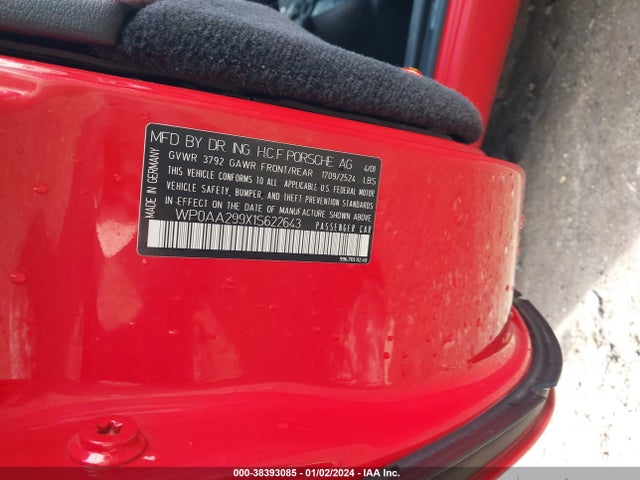 MFD BY DR. ING. H.C.F PORSCHE AG 4/01
GVWR 3792 GAWR FRONT/REAR 1709/2524 LBS
THIS VEHICLE CONFORMS TO ALL APPLICABLE U.S. FEDERAL MOTOR
VEHICLE SAFETY, BUMPER, AND THEFT PREVENTION STANDARDS
IN EFFECT ON THE DATE OF MANUFACTURE SHOWN ABOVE
WP0AA299X1S622643 PASSENGER CAR
MADE IN GERMANY
000-38393085 - 01/02/2024 - IAA Inc.